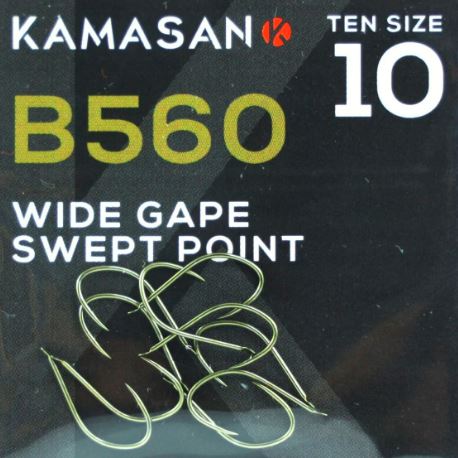 KAMASAN
TEN SIZE
10
B560
WIDE GAPE
SWEPT POINT